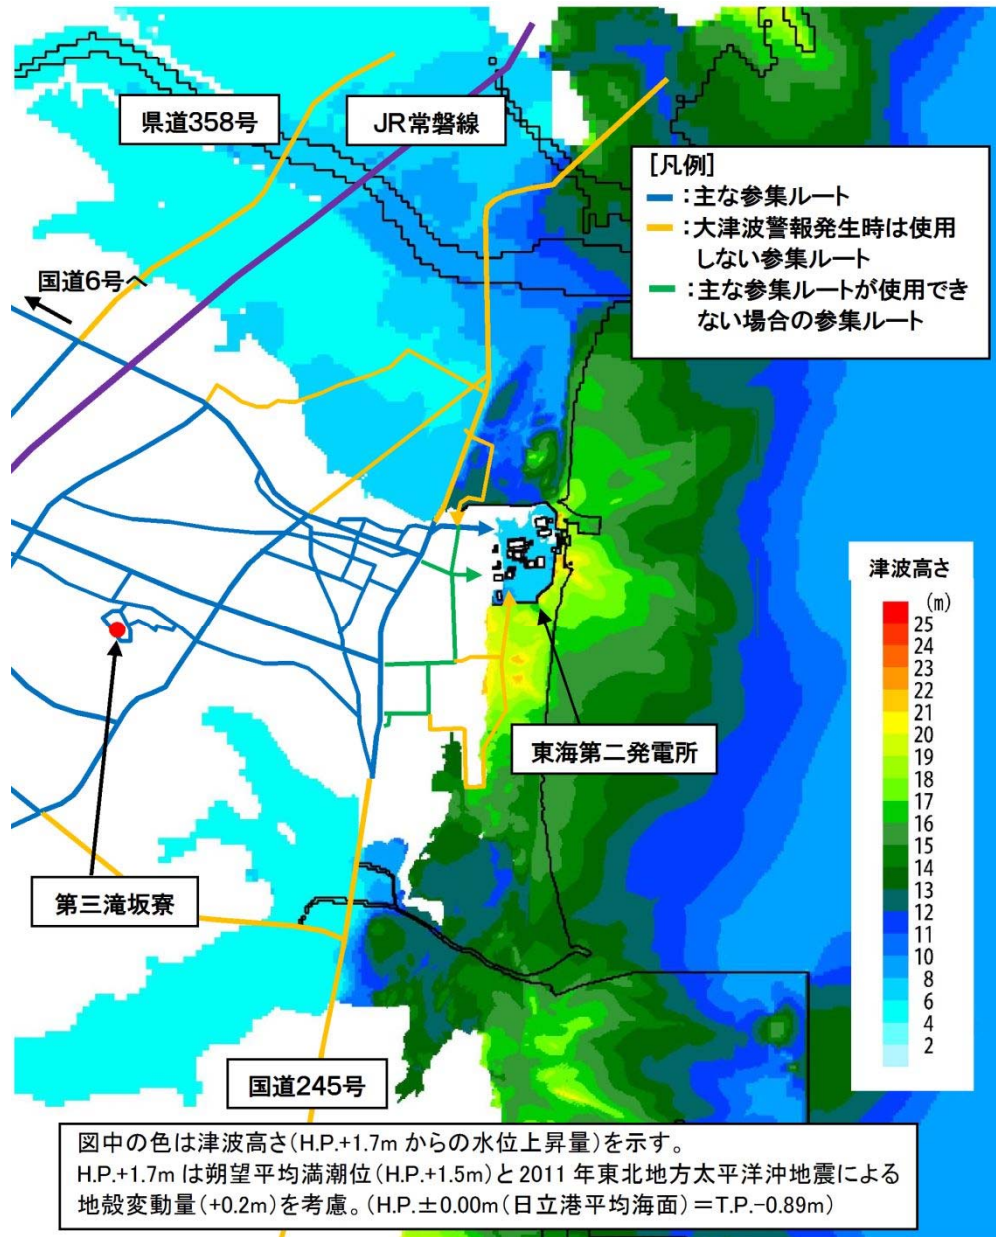 県道358号
JR常磐線
[凡例]
：主な参集ルート
：大津波警報発生時は使用
しない参集ルート
：主な参集ルートが使用でき
ない場合の参集ルート
国道6号へ
津波高さ
(m)
25
24
23
22
21
20
19
18
17
16
15
14
13
12
11
10
8
6
4
2
東海第二発電所
第三滝坂寮
国道245号
図中の色は津波高さ(H.P.+1.7m からの水位上昇量)を示す。
H.P.+1.7m は朔望平均満潮位(H.P.+1.5m)と2011年東北地方太平洋沖地震による
地殻変動量(+0.2m)を考慮。(H.P.±0.00m(日立港平均海面)＝T.P.-0.89m)